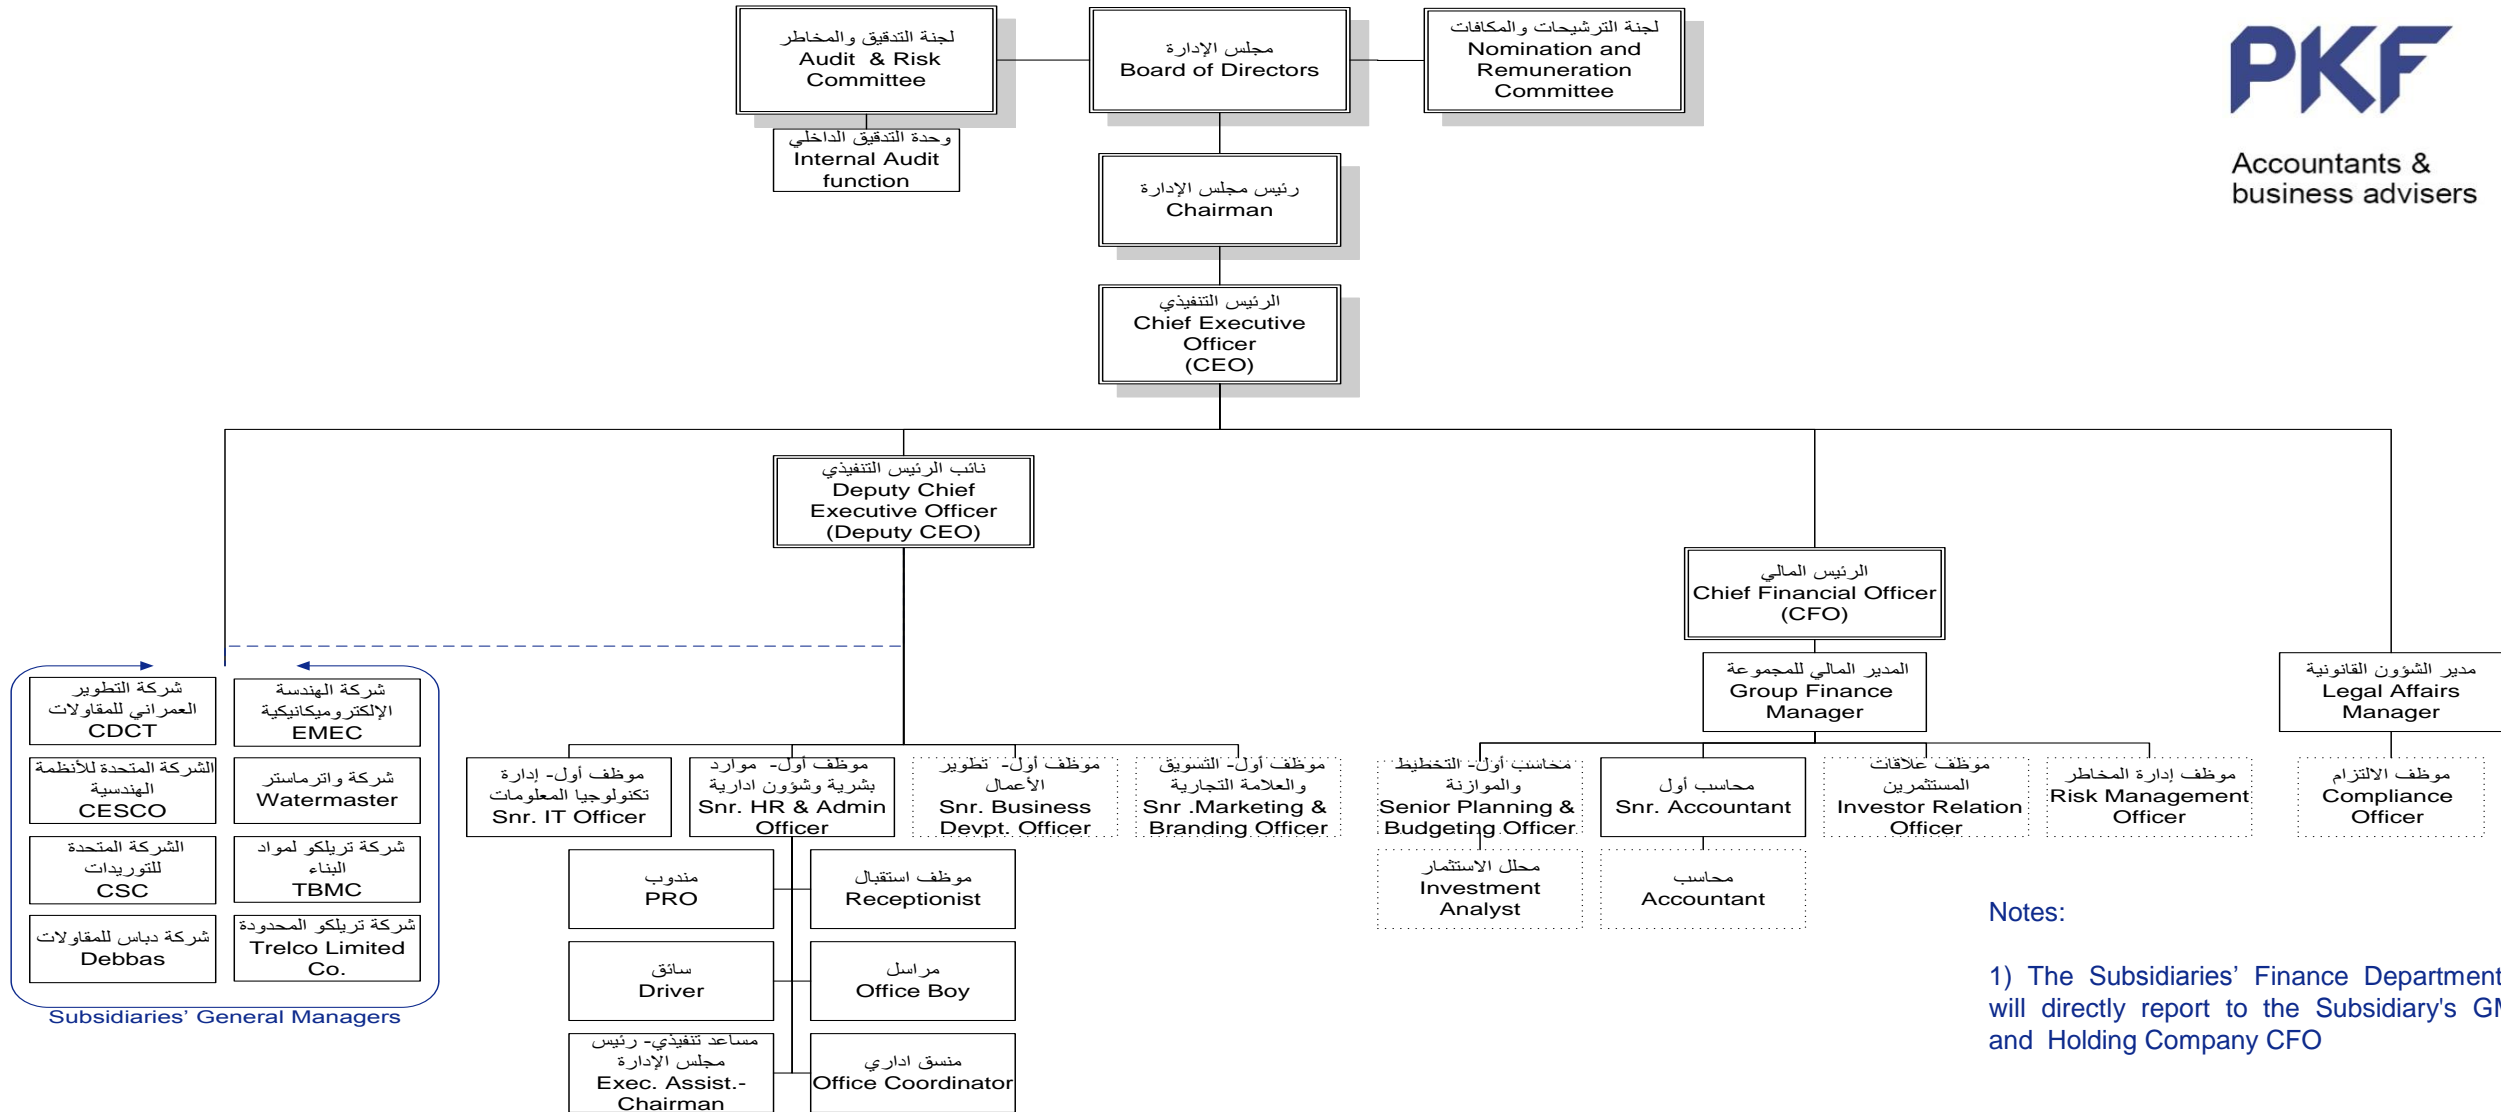 لجنة التدقيق والمخاطر
Audit & Risk
Committee
مجلس الإدارة
Board of Directors
لجنة الترشيحات والمكافات
Nomination and
Remuneration
Committee
PKF
Accountants &
business advisers
وحدة التدقيق الداخلي
Internal Audit
function
رئيس مجلس الإدارة
Chairman
الرئيس التنفيذي
Chief Executive
Officer
(CEO)
نائب الرئيس التنفيذي
Deputy Chief
Executive Officer
(Deputy CEO)
الرئيس المالي
Chief Financial Officer
(CFO)
المدير المالي للمجموعة
Group Finance
Manager
مدير الشؤون القانونية
Legal Affairs
Manager
شركة التطوير
العمراني للمقاولات
CDCT
شركة الهندسة
الإلكتروميكانيكية
EMEC
الشركة المتحدة للأنظمة
الهندسية
CESCO
شركة واترماستر
Watermaster
الشركة المتحدة
للتوريدات
CSC
شركة تريلكو لمواد
البناء
TBMC
شركة دباس للمقاولات
Debbas
شركة تريلكو المحدودة
Trelco Limited
Co.
Subsidiaries’ General Managers
موظف أول- إدارة
تكنولوجيا المعلومات
Snr. IT Officer
موظف أول- موارد
بشرية وشؤون ادارية
Snr. HR & Admin
Officer
موظف أول- تطوير
الأعمال
Snr. Business
Devpt. Officer
موظف أول- التسويق
والعلامة التجارية
Snr .Marketing &
Branding Officer
محاسب أول- التخطيط
والموازنة
Senior Planning &
Budgeting Officer
محاسب أول
Snr. Accountant
موظف علاقات
المستثمرين
Investor Relation
Officer
موظف إدارة المخاطر
Risk Management
Officer
موظف الالتزام
Compliance
Officer
مندوب
PRO
موظف استقبال
Receptionist
محلل الاستثمار
Investment
Analyst
محاسب
Accountant
سائق
Driver
مراسل
Office Boy
مساعد تنفيذي- رئيس
مجلس الإدارة
Exec. Assist.-
Chairman
منسق اداري
Office Coordinator
Notes:
1) The Subsidiaries’ Finance Department
will directly report to the Subsidiary's GM
and Holding Company CFO